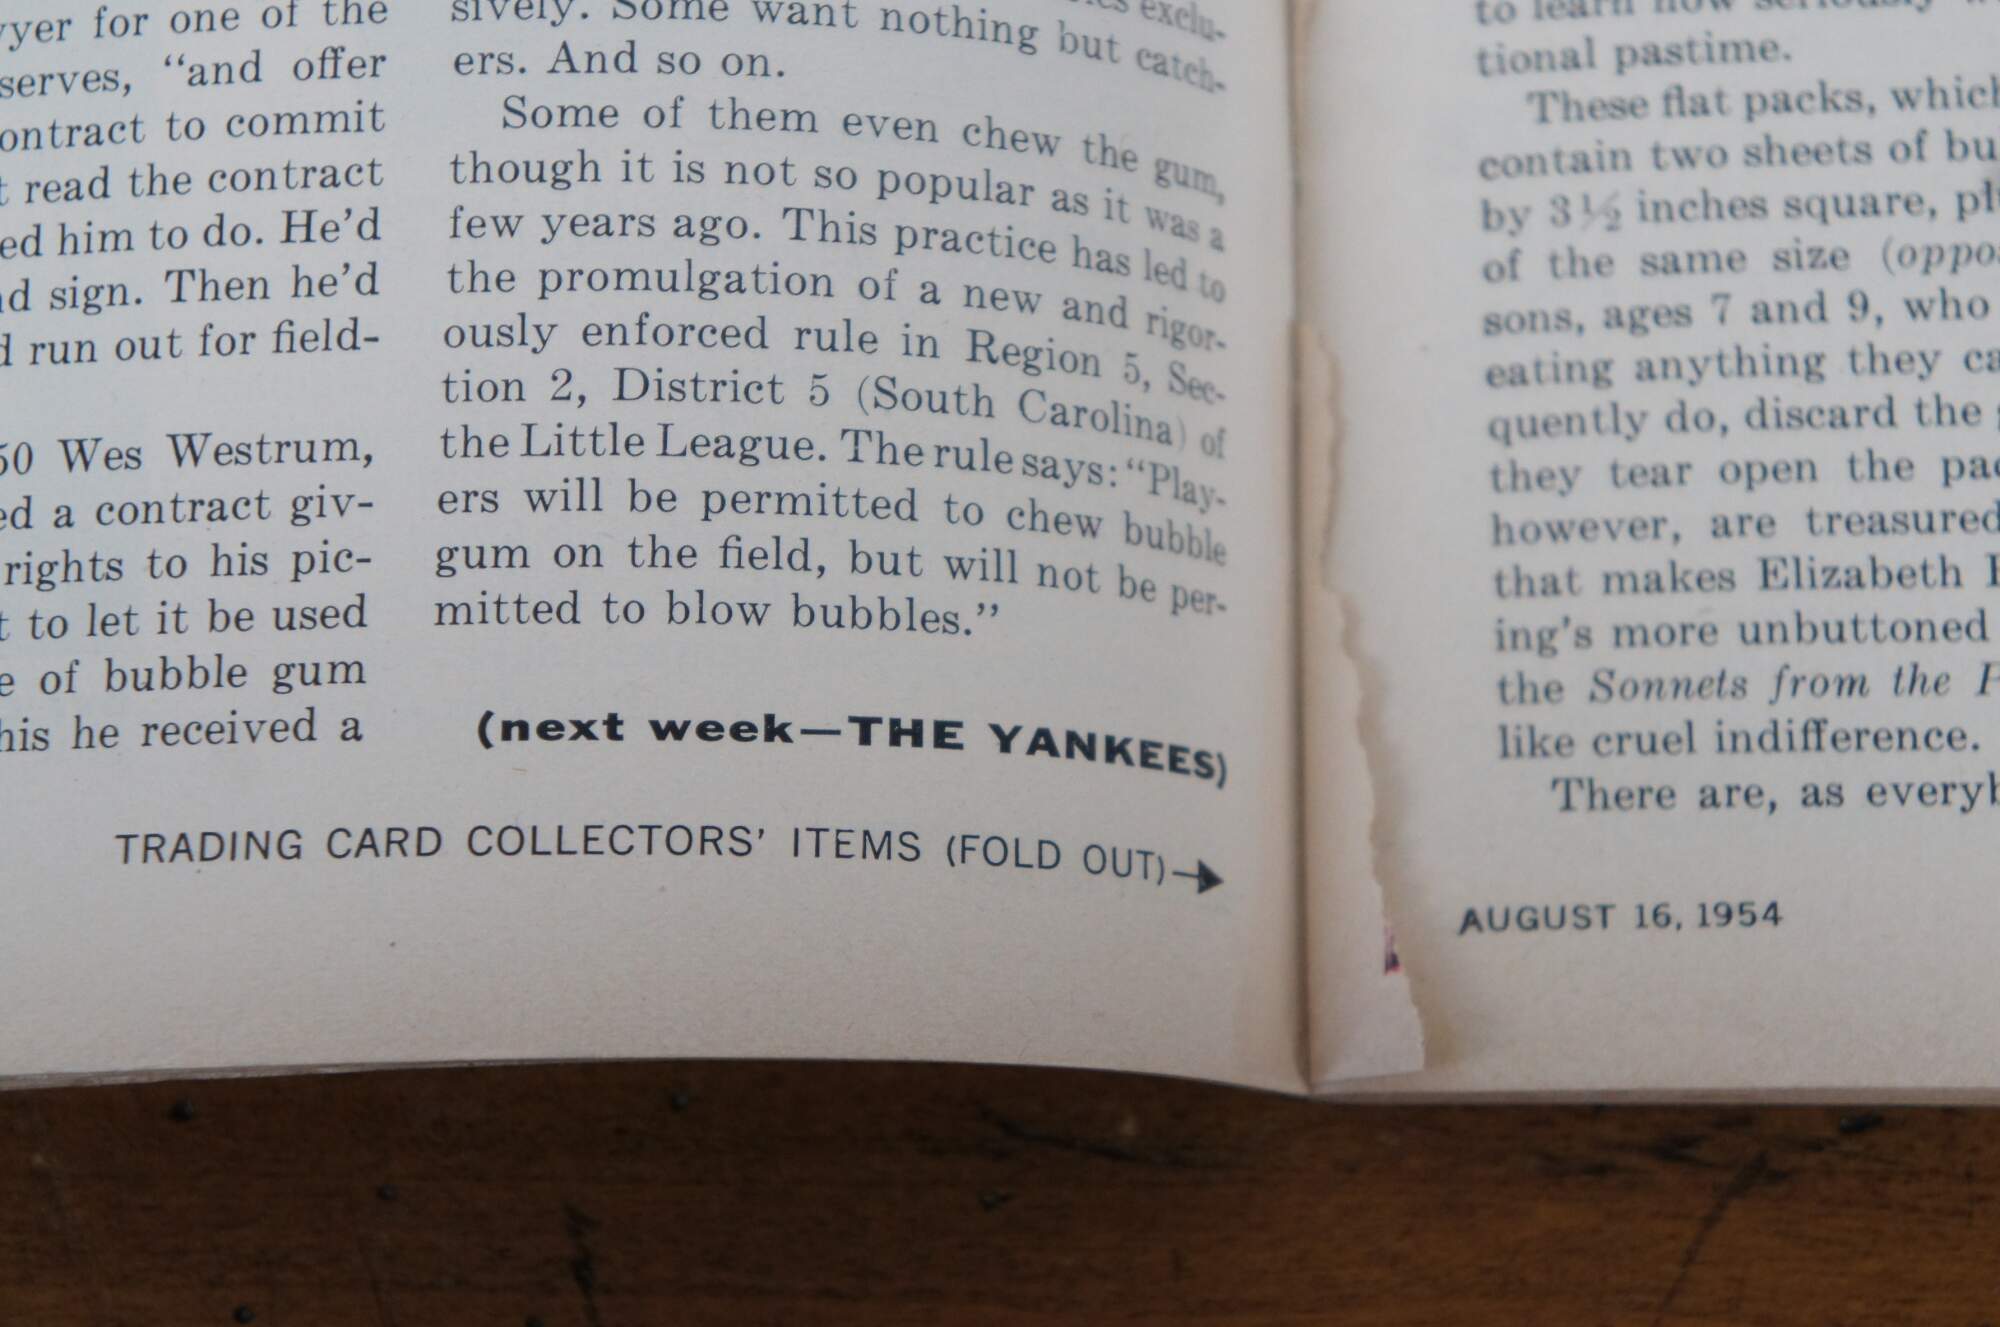 yer for one of the
serves, “and offer
ontract to commit
t read the contract
ed him to do. He’d
nd sign. Then he’d
d run out for field-
50 Wes Westrum,
ed a contract giv-
rights to his pic-
t to let it be used
e of bubble gum
his he received a
sively. Some want nothing but catch-
ers. And so on.
Some of them even chew the gum,
though it is not so popular as it was a
few years ago. This practice has led to
the promulgation of a new and rigor-
ously enforced rule in Region 5, Sec-
tion 2, District 5 (South Carolina) of
the Little League. The rule says: “Play-
ers will be permitted to chew bubble
gum on the field, but will not be per-
mitted to blow bubbles.”
(next week—THE YANKEES)
TRADING CARD COLLECTORS’ ITEMS (FOLD OUT)→
to learn how seriously
tional pastime.
These flat packs, which
contain two sheets of bu
by 3½ inches square, pl
of the same size (oppo
sons, ages 7 and 9, who
eating anything they ca
quently do, discard the
they tear open the pac
however, are treasured
that makes Elizabeth
ing’s more unbuttoned
the Sonnets from the
like cruel indifference.
There are, as everyb
AUGUST 16, 1954